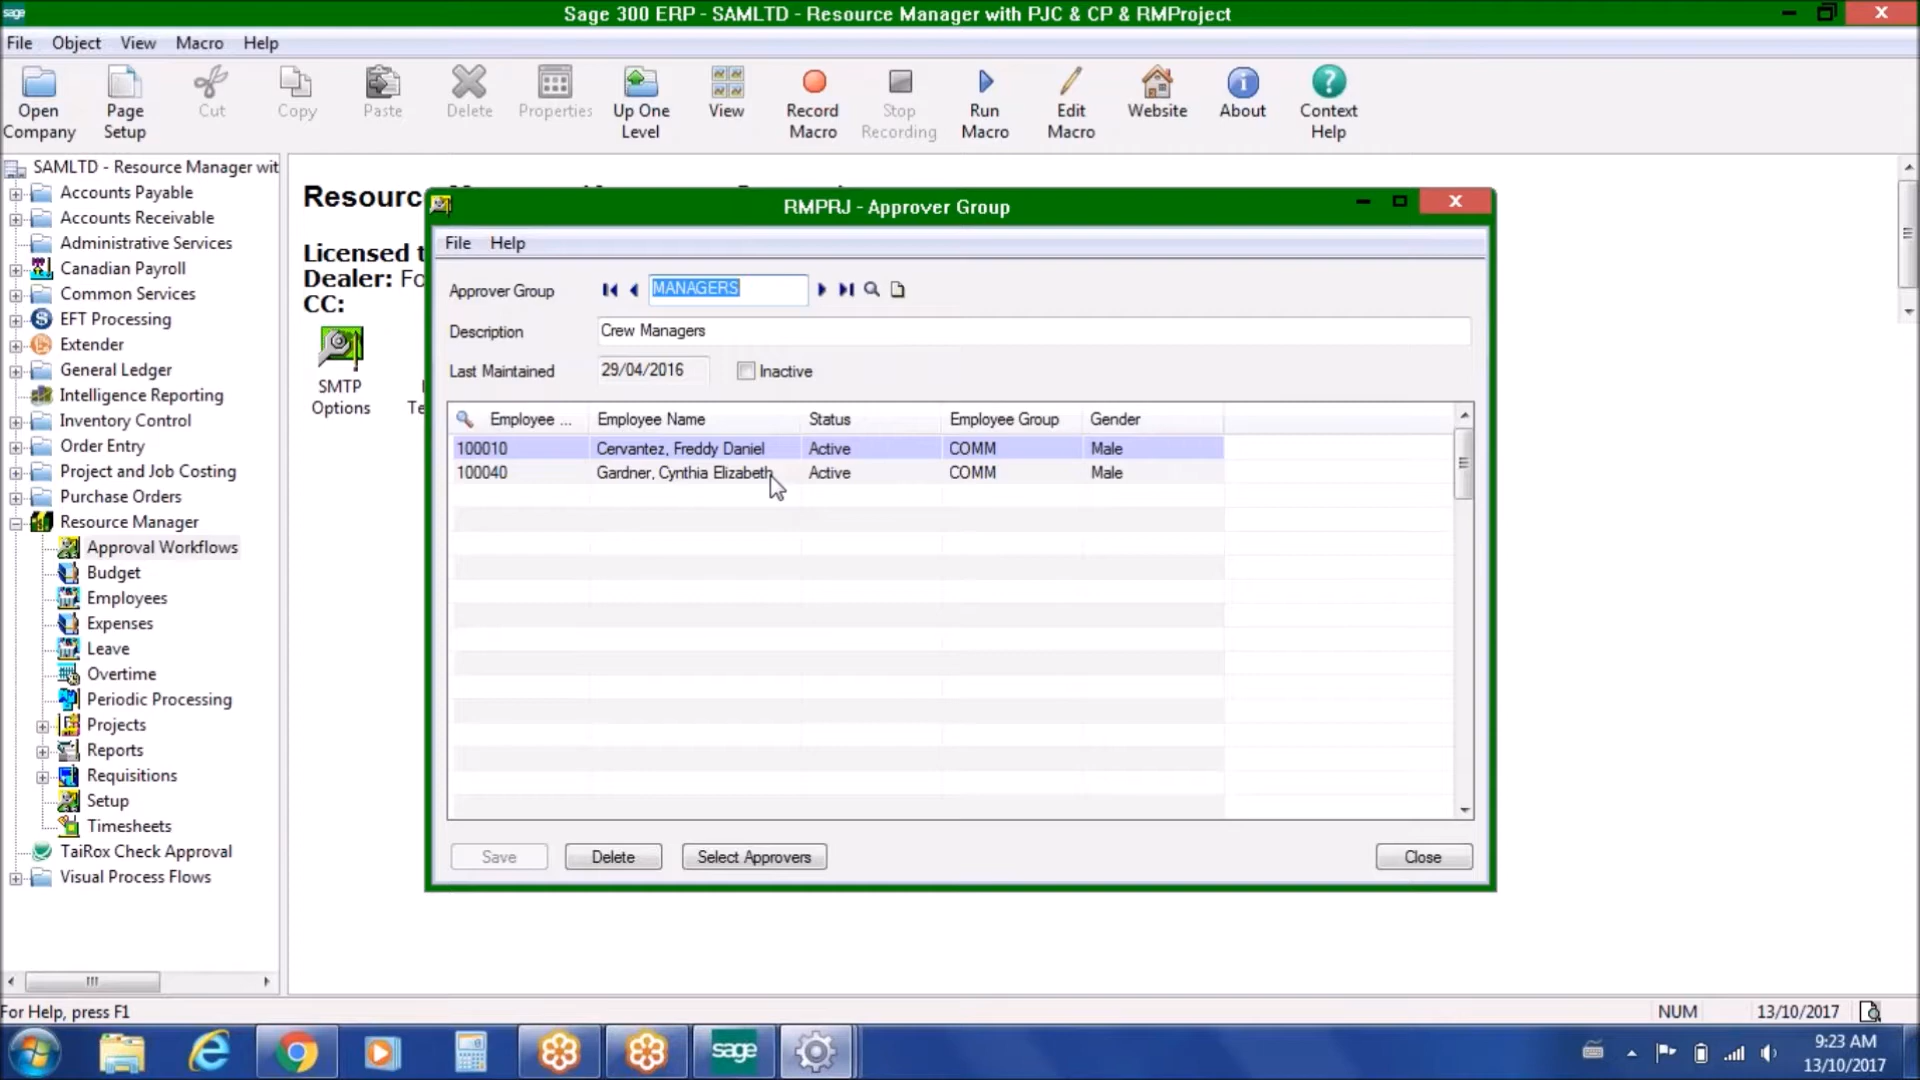 sage
Sage 300 ERP - SAMLTD - Resource Manager with PJC & CP & RMProject
X
File Object View Macro Help
Open Company
Page Setup
Cut
Copy
Paste
Delete
Properties
Up One Level
View
Record Macro
Stop Recording
Run Macro
Edit Macro
Website
About
Context Help
SAMLTD - Resource Manager wit
Accounts Payable
Accounts Receivable
Administrative Services
Canadian Payroll
Common Services
EFT Processing
Extender
General Ledger
Intelligence Reporting
Inventory Control
Order Entry
Project and Job Costing
Purchase Orders
Resource Manager
Approval Workflows
Budget
Employees
Expenses
Leave
Overtime
Periodic Processing
Projects
Reports
Requisitions
Setup
Timesheets
TaiRox Check Approval
Visual Process Flows
Resourc
Licensed t
Dealer: Fo
CC:
SMTP
Options
Te
RMPRJ - Approver Group
X
File Help
Approver Group MANAGERS
Description Crew Managers
Last Maintained 29/04/2016 Inactive
Employee ... Employee Name Status Employee Group Gender
100010 Cervantez, Freddy Daniel Active COMM Male
100040 Gardner, Cynthia Elizabeth Active COMM Male
Save Delete Select Approvers Close
For Help, press F1 NUM 13/10/2017
sage
9:23 AM
13/10/2017